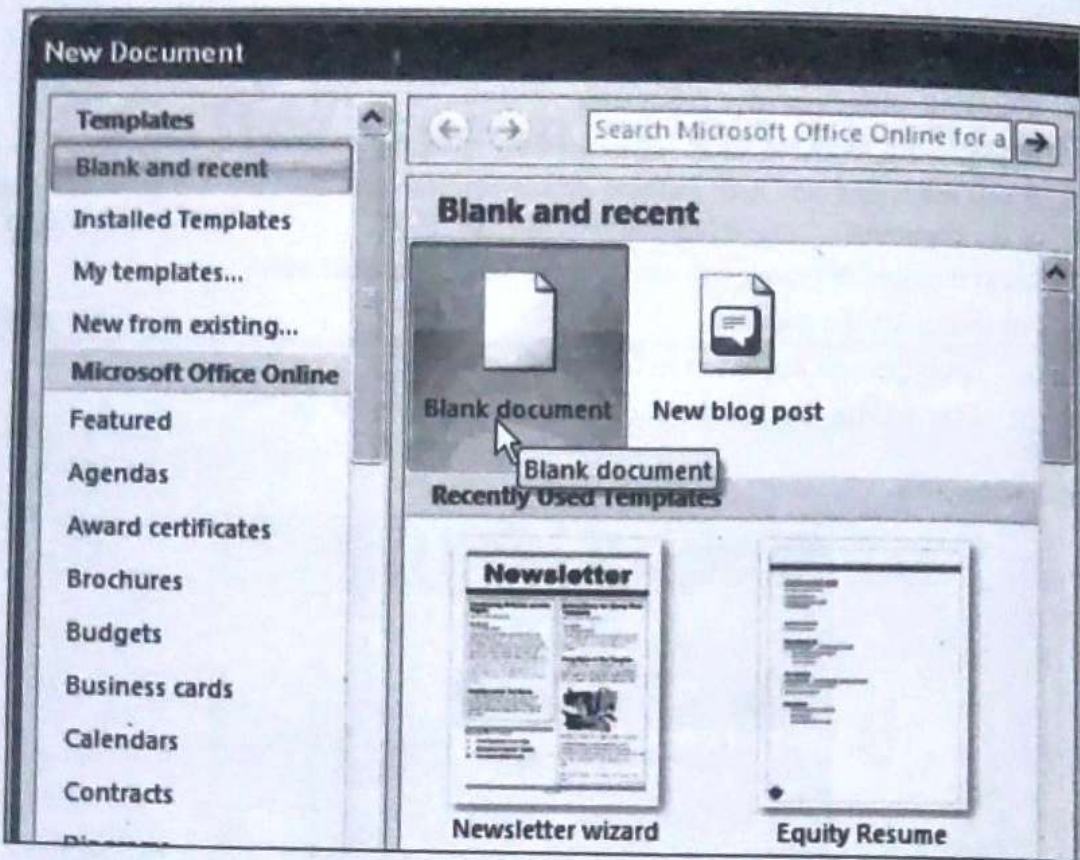 New Document
Templates
Blank and recent
Installed Templates
My templates...
New from existing...
Microsoft Office Online
Featured
Agendas
Award certificates
Brochures
Budgets
Business cards
Calendars
Contracts
Search Microsoft Office Online for a
Blank and recent
Blank document
New blog post
Blank document
Recently Used Templates
Newsletter
Newsletter wizard
Equity Resume